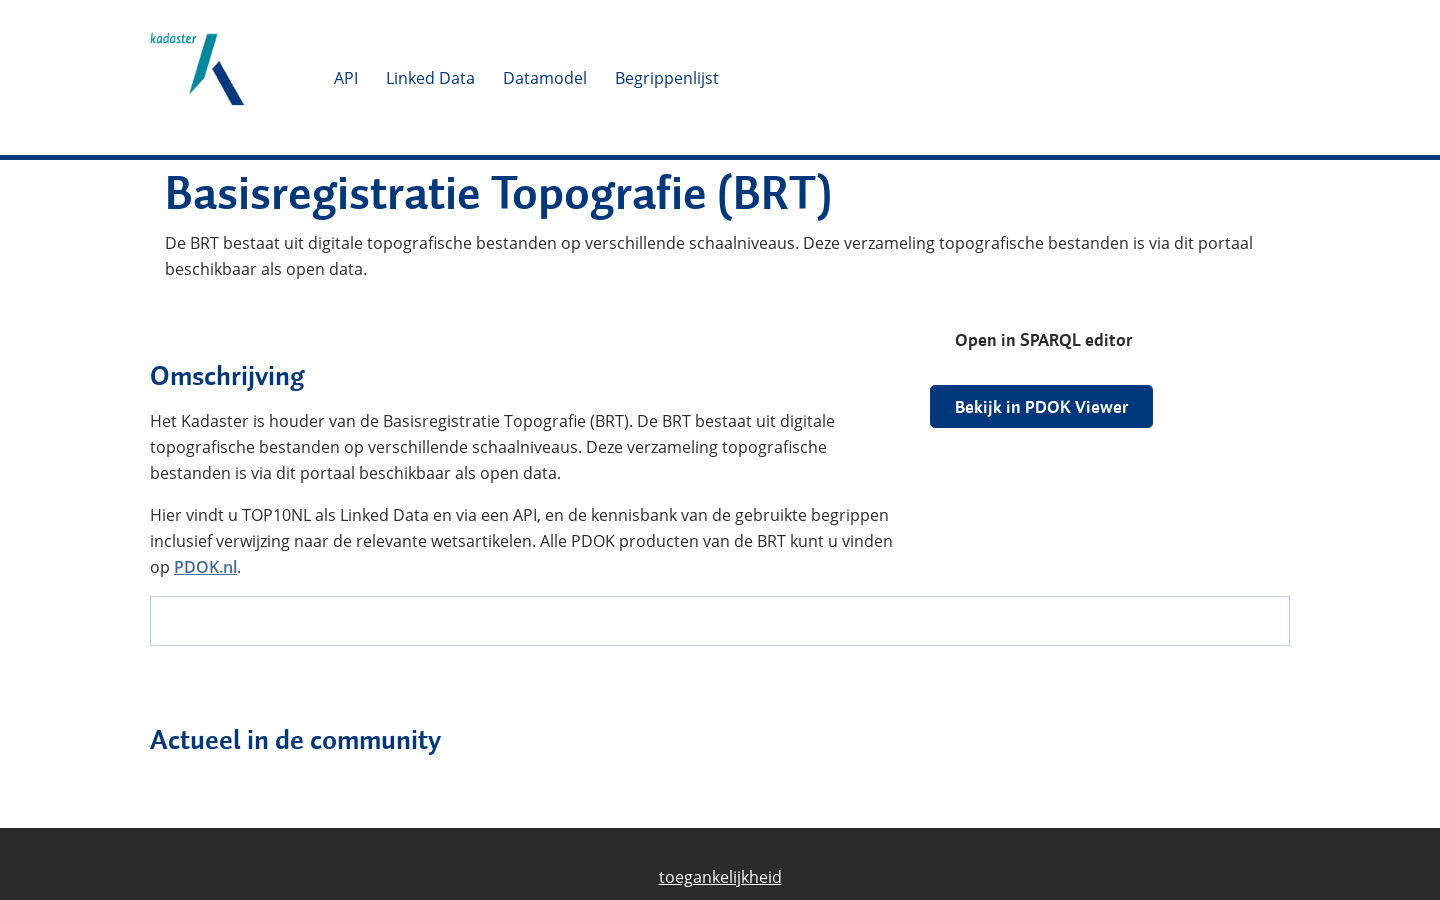 kadaster
API
Linked Data
Datamodel
Begrippenlijst
Basisregistratie Topografie (BRT)
De BRT bestaat uit digitale topografische bestanden op verschillende schaalniveaus. Deze verzameling topografische bestanden is via dit portaal
beschikbaar als open data.
Open in SPARQL editor
Omschrijving
Bekijk in PDOK Viewer
Het Kadaster is houder van de Basisregistratie Topografie (BRT). De BRT bestaat uit digitale
topografische bestanden op verschillende schaalniveaus. Deze verzameling topografische
bestanden is via dit portaal beschikbaar als open data.
Hier vindt u TOP10NL als Linked Data en via een API, en de kennisbank van de gebruikte begrippen
inclusief verwijzing naar de relevante wetsartikelen. Alle PDOK producten van de BRT kunt u vinden
op PDOK.nl.
Actueel in de community
toegankelijkheid